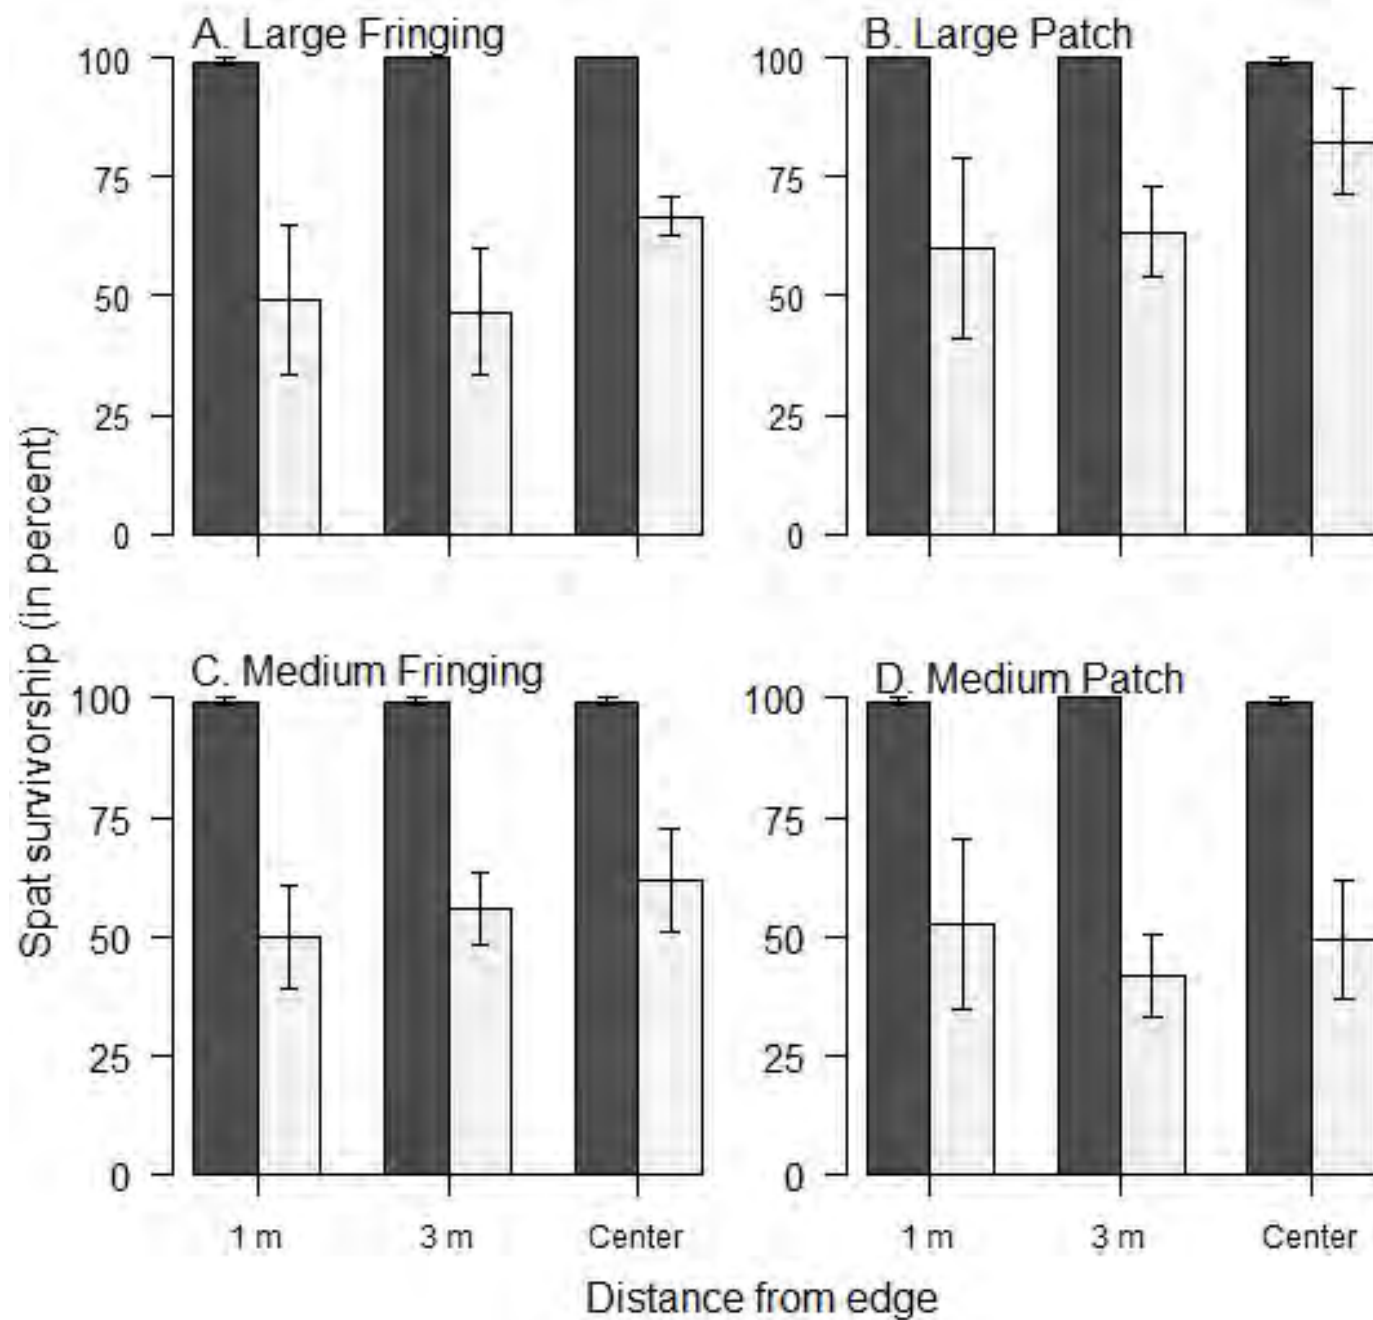 A. Large Fringing
100
75
50
25
0
B. Large Patch
100
75
50
25
0
Spat survivorship (in percent)
C. Medium Fringing
100
75
50
25
0
1 m
3 m
Center
D. Medium Patch
100
75
50
25
0
1 m
3 m
Center
Distance from edge